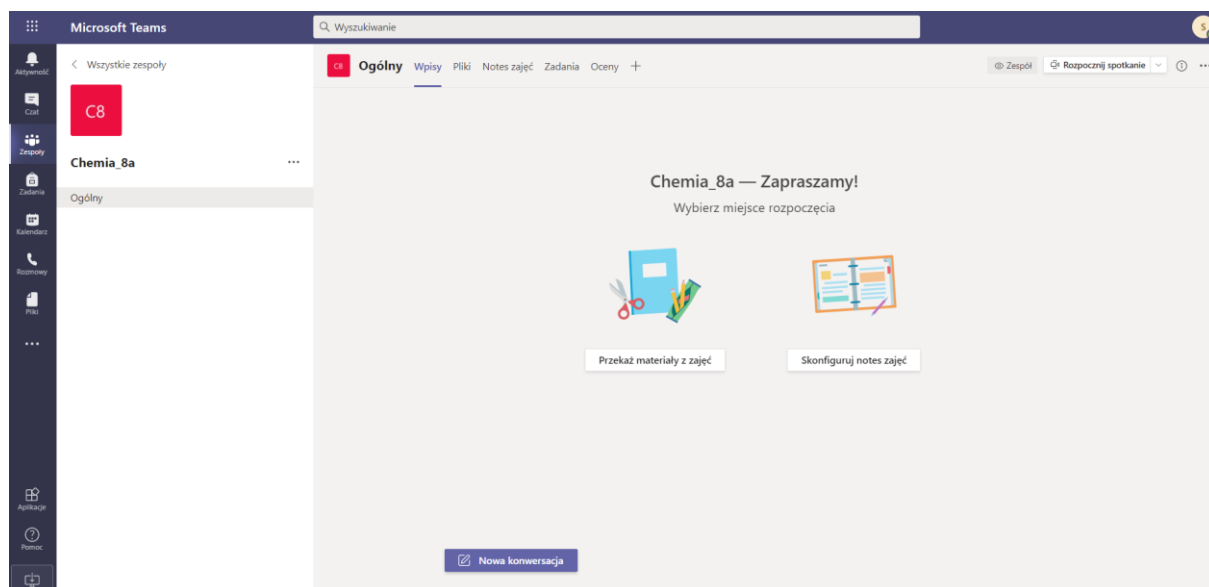 Microsoft Teams
Wyszukiwanie
S
Aktywność
Czat
Zespoły
Zadania
Kalendarz
Rozmowy
Pliki
Aplikacje
Pomoc
Wszystkie zespoły
C8
Chemia_8a
Ogólny
C8 Ogólny Wpisy Pliki Notes zajęć Zadania Oceny
Zespół Rozpocznij spotkanie
Chemia_8a — Zapraszamy!
Wybierz miejsce rozpoczęcia
Przekaż materiały z zajęć
Skonfiguruj notes zajęć
Nowa konwersacja